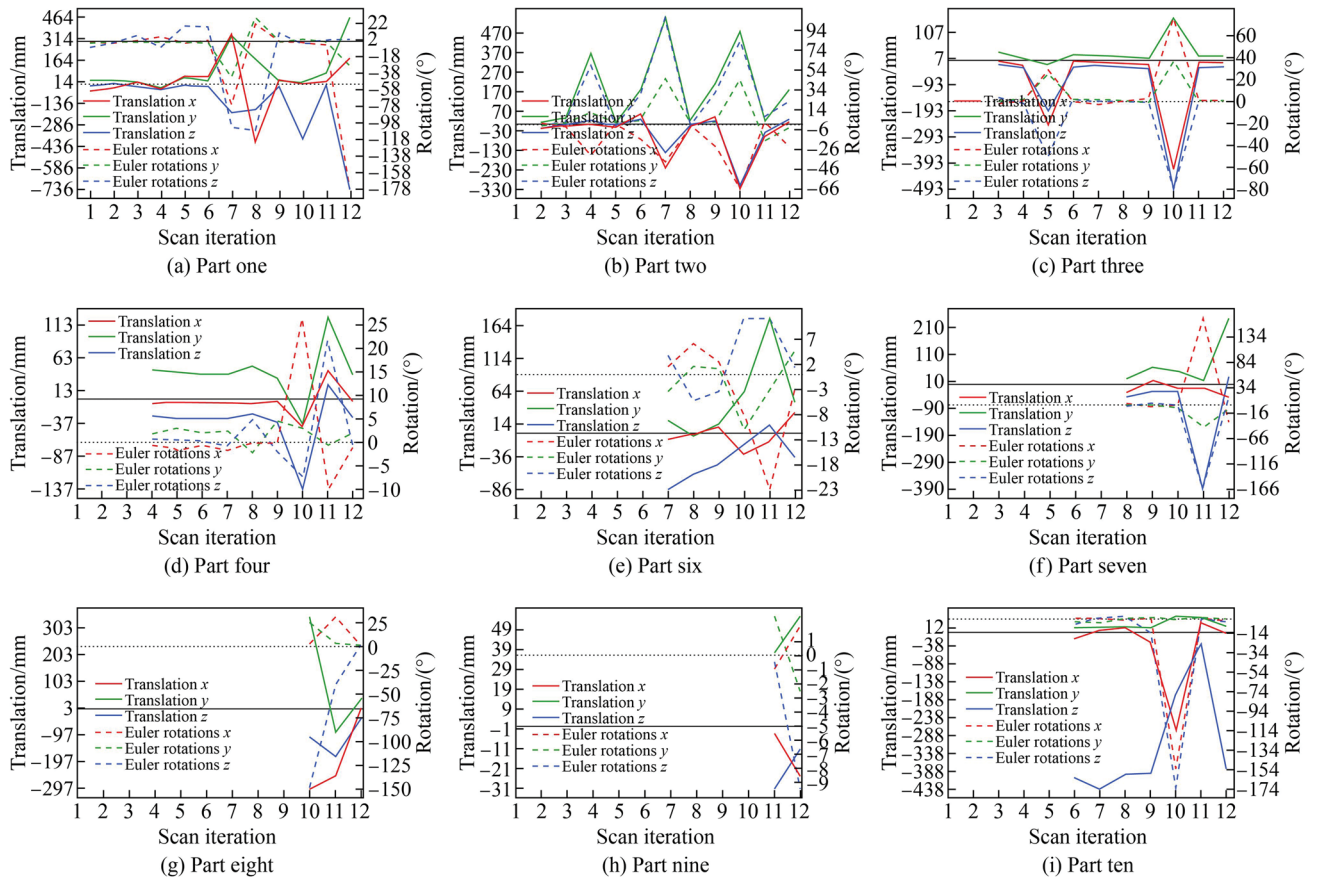 464
314
164
14
−136
−286
−436
−586
−736
Translation/mm
22
2
−18
−38
−58
−78
−98
−118
−138
−158
−178
Rotation/(°)
Translation x
Translation y
Translation z
Euler rotations x
Euler rotations y
Euler rotations z
1 2 3 4 5 6 7 8 9 10 11 12
Scan iteration
(a) Part one
470
370
270
170
70
−30
−130
−230
−330
Translation/mm
94
74
54
34
14
−6
−26
−46
−66
Rotation/(°)
Translation x
Translation y
Translation z
Euler rotations x
Euler rotations y
Euler rotations z
1 2 3 4 5 6 7 8 9 10 11 12
Scan iteration
(b) Part two
107
7
−93
−193
−293
−393
−493
Translation/mm
60
40
20
0
−20
−40
−60
−80
Rotation/(°)
Translation x
Translation y
Translation z
Euler rotations x
Euler rotations y
Euler rotations z
1 2 3 4 5 6 7 8 9 10 11 12
Scan iteration
(c) Part three
113
63
13
−37
−87
−137
Translation/mm
25
20
15
10
5
0
−5
−10
Rotation/(°)
Translation x
Translation y
Translation z
Euler rotations x
Euler rotations y
Euler rotations z
1 2 3 4 5 6 7 8 9 10 11 12
Scan iteration
(d) Part four
164
114
64
14
−36
−86
Translation/mm
7
2
−3
−8
−13
−18
−23
Rotation/(°)
Translation x
Translation y
Translation z
Euler rotations x
Euler rotations y
Euler rotations z
1 2 3 4 5 6 7 8 9 10 11 12
Scan iteration
(e) Part six
210
110
10
−90
−190
−290
−390
Translation/mm
134
84
34
−16
−66
−116
−166
Rotation/(°)
Translation x
Translation y
Translation z
Euler rotations x
Euler rotations y
Euler rotations z
1 2 3 4 5 6 7 8 9 10 11 12
Scan iteration
(f) Part seven
303
203
103
3
−97
−197
−297
Translation/mm
25
0
−25
−50
−75
−100
−125
−150
Rotation/(°)
Translation x
Translation y
Translation z
Euler rotations x
Euler rotations y
Euler rotations z
1 2 3 4 5 6 7 8 9 10 11 12
Scan iteration
(g) Part eight
49
39
29
19
9
−1
−11
−21
−31
Translation/mm
1
0
−1
−2
−3
−4
−5
−6
−7
−8
−9
Rotation/(°)
Translation x
Translation y
Translation z
Euler rotations x
Euler rotations y
Euler rotations z
1 2 3 4 5 6 7 8 9 10 11 12
Scan iteration
(h) Part nine
12
−38
−88
−138
−188
−238
−288
−338
−388
−438
Translation/mm
−14
−34
−54
−74
−94
−114
−134
−154
−174
Rotation/(°)
Translation x
Translation y
Translation z
Euler rotations x
Euler rotations y
Euler rotations z
1 2 3 4 5 6 7 8 9 10 11 12
Scan iteration
(i) Part ten